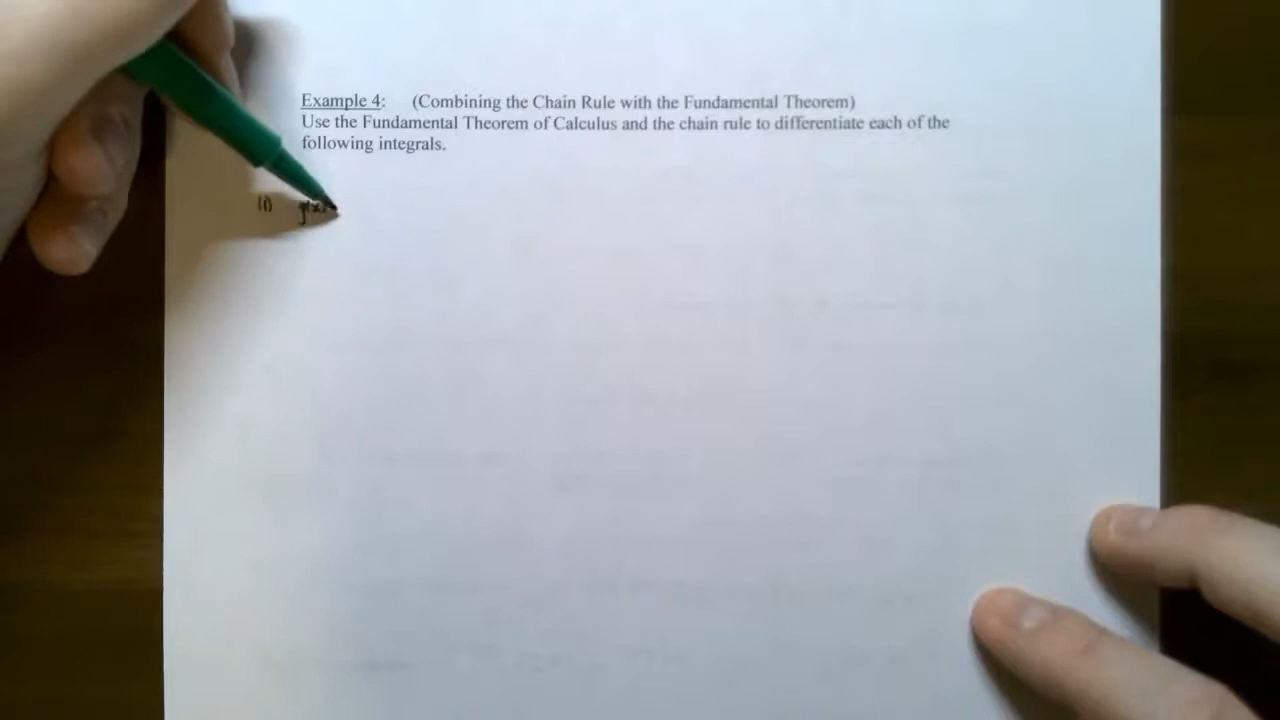 Example 4: (Combining the Chain Rule with the Fundamental Theorem)
Use the Fundamental Theorem of Calculus and the chain rule to differentiate each of the
following integrals.
(1)